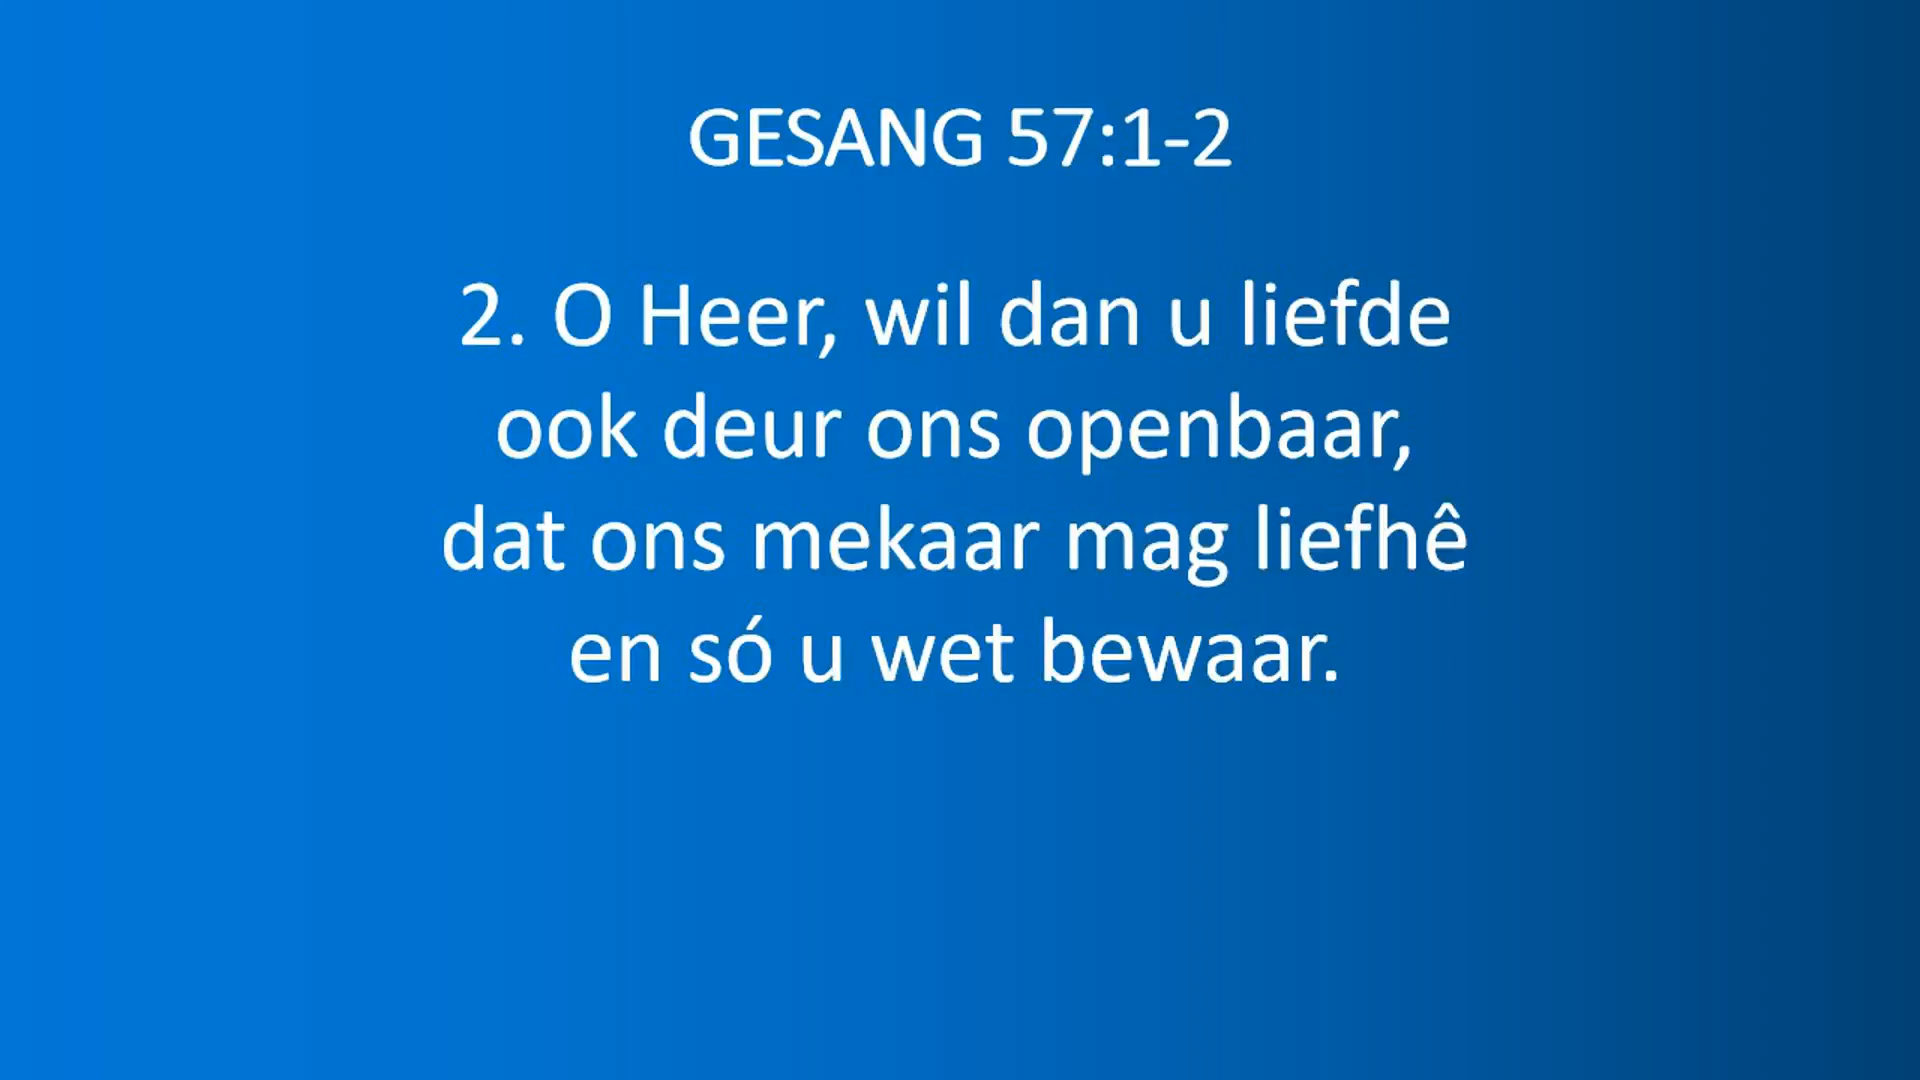 GESANG 57:1-2
2. O Heer, wil dan u liefde
ook deur ons openbaar,
dat ons mekaar mag liefhê
en só u wet bewaar.